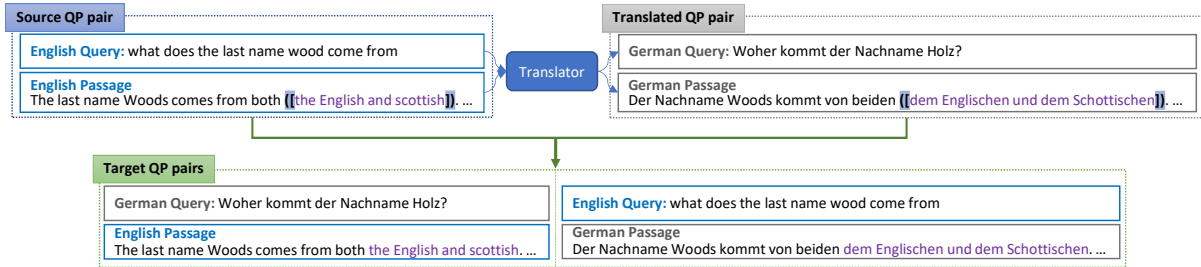 Source QP pair
English Query: what does the last name wood come from
English Passage
The last name Woods comes from both ([the English and scottish]). ...
Translator
Translated QP pair
German Query: Woher kommt der Nachname Holz?
German Passage
Der Nachname Woods kommt von beiden ([dem Englischen und dem Schottischen]). ...
Target QP pairs
German Query: Woher kommt der Nachname Holz?
English Passage
The last name Woods comes from both the English and scottish. ...
English Query: what does the last name wood come from
German Passage
Der Nachname Woods kommt von beiden dem Englischen und dem Schottischen. ...